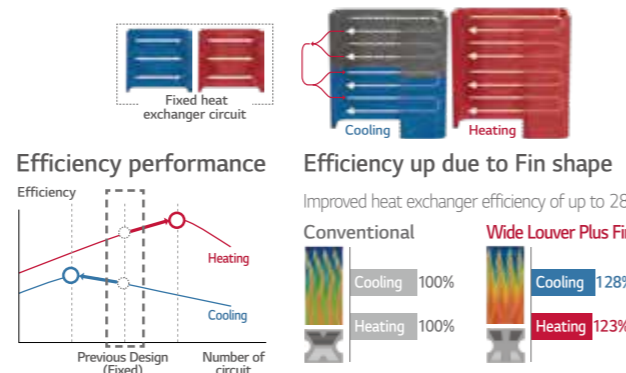 Fixed heat
exchanger circuit
Cooling
Heating
Efficiency performance
Efficiency
Heating
Cooling
Previous Design
(Fixed)
Number of
circuit
Efficiency up due to Fin shape
Improved heat exchanger efficiency of up to 28
Conventional
Cooling 100%
Heating 100%
Wide Louver Plus Fin
Cooling 128%
Heating 123%